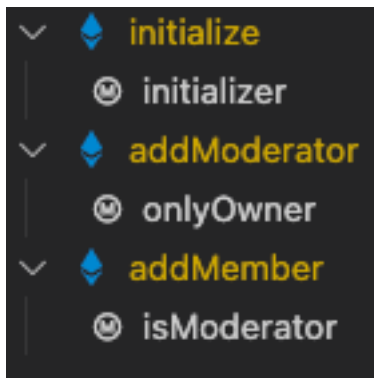 initialize
initializer
addModerator
onlyOwner
addMember
isModerator